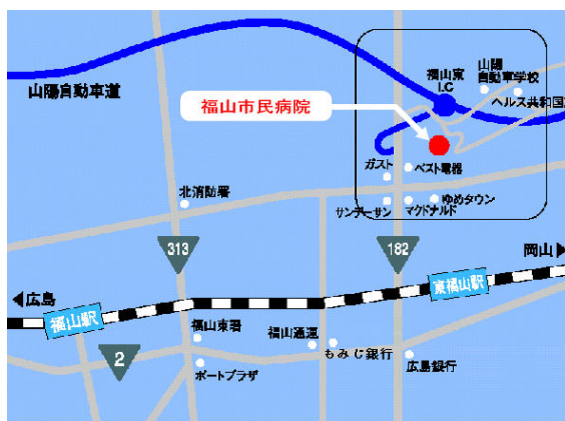 山陽自動車道
福山東
I.C
山陽
自動車学校
ヘルス共和国
福山市民病院
ガスト
ベスト電器
北消防署
サンデーサン
マクドナルド
ゆめタウン
313
182
岡山
広島
福山駅
東福山駅
福山東署
福山通運
もみじ銀行
広島銀行
2
ポートプラザ